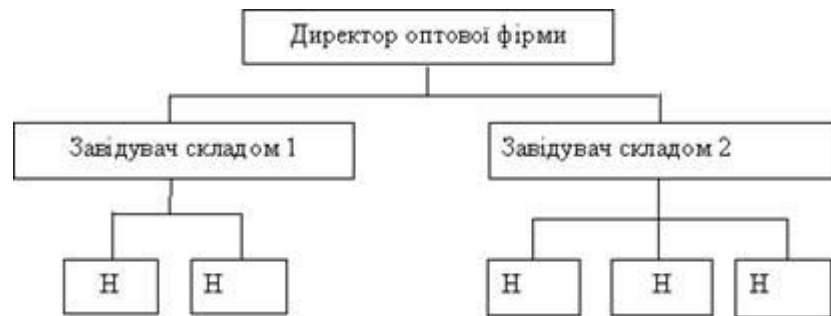 Директор оптової фірми
Завідувач складом 1
Завідувач складом 2
Н
Н
Н
Н
Н